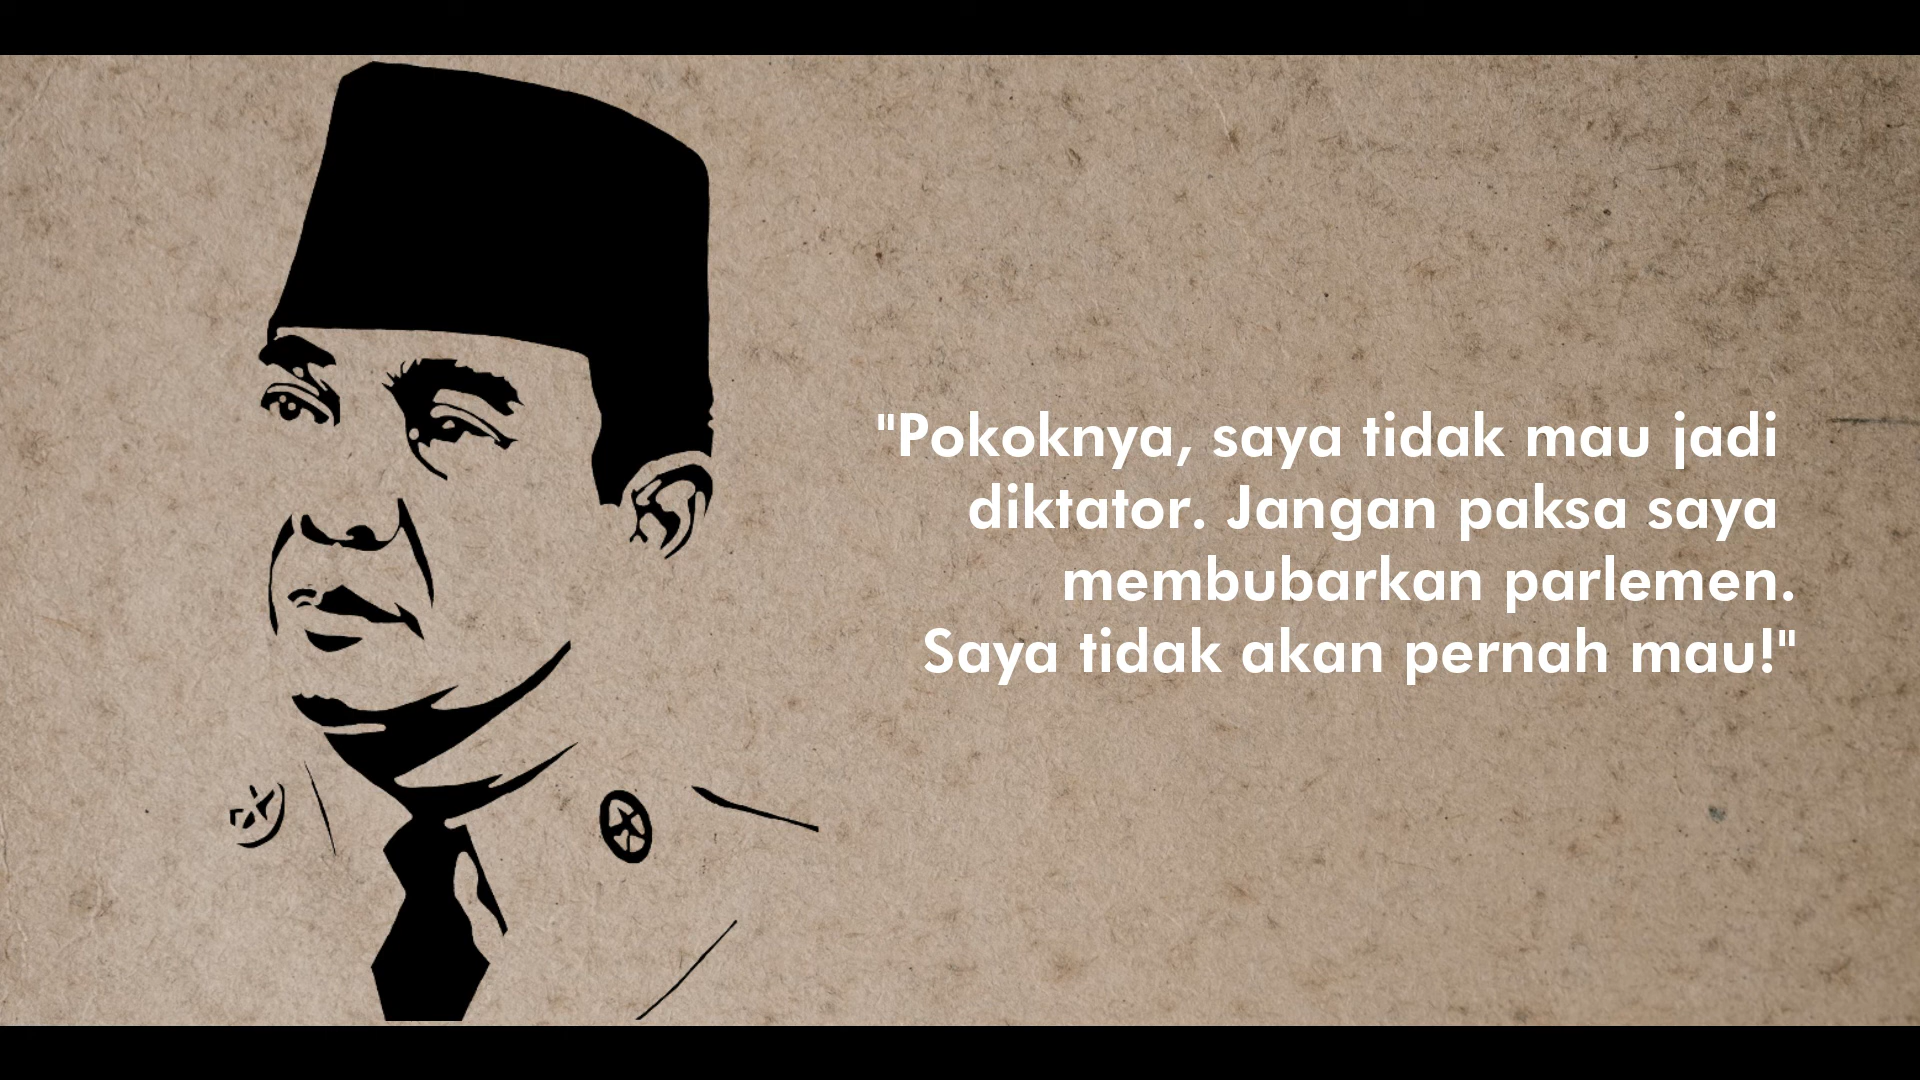 "Pokoknya, saya tidak mau jadi
diktator. Jangan paksa saya
membubarkan parlemen.
Saya tidak akan pernah mau!"